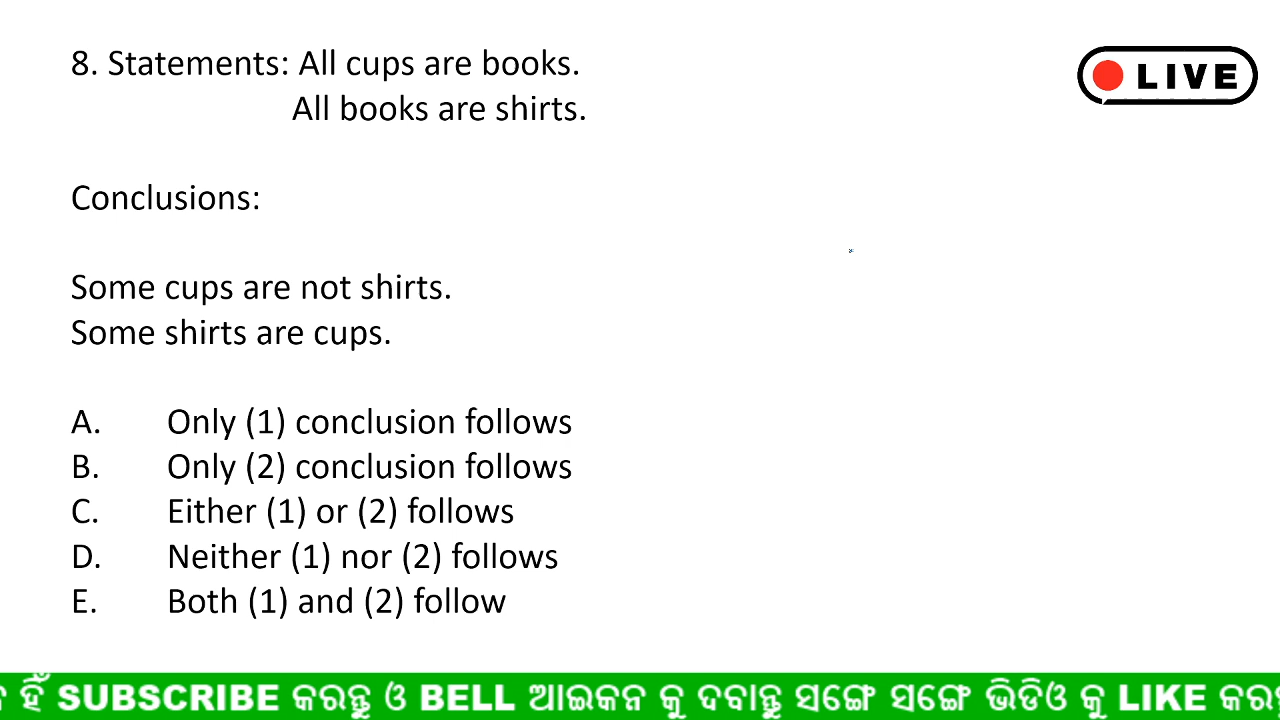 8. Statements: All cups are books.
All books are shirts.
LIVE
Conclusions:
Some cups are not shirts.
Some shirts are cups.
A. Only (1) conclusion follows
B. Only (2) conclusion follows
C. Either (1) or (2) follows
D. Neither (1) nor (2) follows
E. Both (1) and (2) follow
ହିଁ SUBSCRIBE କରନ୍ତୁ ଓ BELL ଆଇକନ କୁ ଦବାନ୍ତୁ ସଙ୍ଗେ ସଙ୍ଗେ ଭିଡିଓ କୁ LIKE